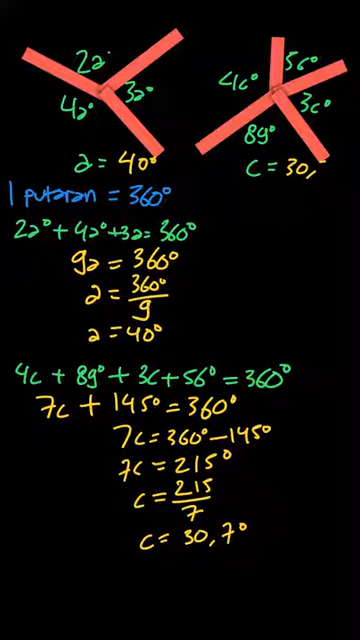 2a
3a°
4a°
a = 40°
56°
4c°
3c°
89°
c = 30,
1 putaran = 360°
2a° + 4a° + 3a = 360°
9a = 360°
a = 360°
9
a = 40°
4c + 89° + 3c + 56° = 360°
7c + 145° = 360°
7c = 360° - 145°
7c = 215°
c = 215
7
c = 30,7°